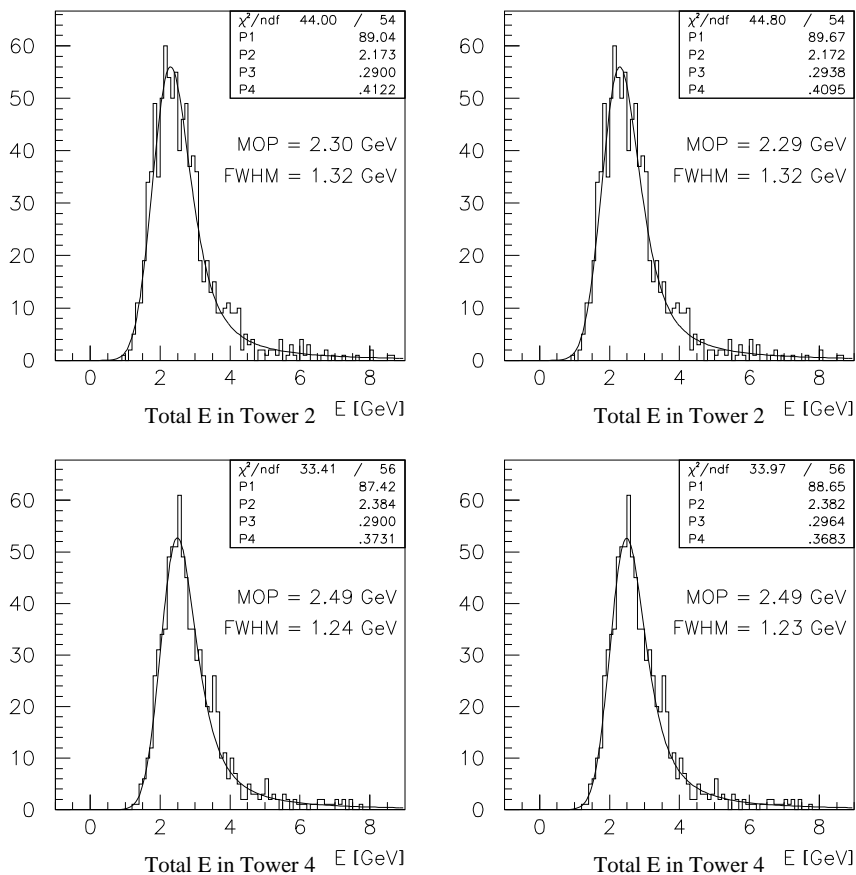 χ²/ndf 44.00 / 54
P1 89.04
P2 2.173
P3 .2900
P4 .4122
MOP = 2.30 GeV
FWHM = 1.32 GeV
60
50
40
30
20
10
0
0 2 4 6 8
Total E in Tower 2 E [GeV]
χ²/ndf 44.80 / 54
P1 89.67
P2 2.172
P3 .2938
P4 .4095
MOP = 2.29 GeV
FWHM = 1.32 GeV
60
50
40
30
20
10
0
0 2 4 6 8
Total E in Tower 2 E [GeV]
χ²/ndf 33.41 / 56
P1 87.42
P2 2.384
P3 .2900
P4 .3731
MOP = 2.49 GeV
FWHM = 1.24 GeV
60
50
40
30
20
10
0
0 2 4 6 8
Total E in Tower 4 E [GeV]
χ²/ndf 33.97 / 56
P1 88.65
P2 2.382
P3 .2964
P4 .3683
MOP = 2.49 GeV
FWHM = 1.23 GeV
60
50
40
30
20
10
0
0 2 4 6 8
Total E in Tower 4 E [GeV]